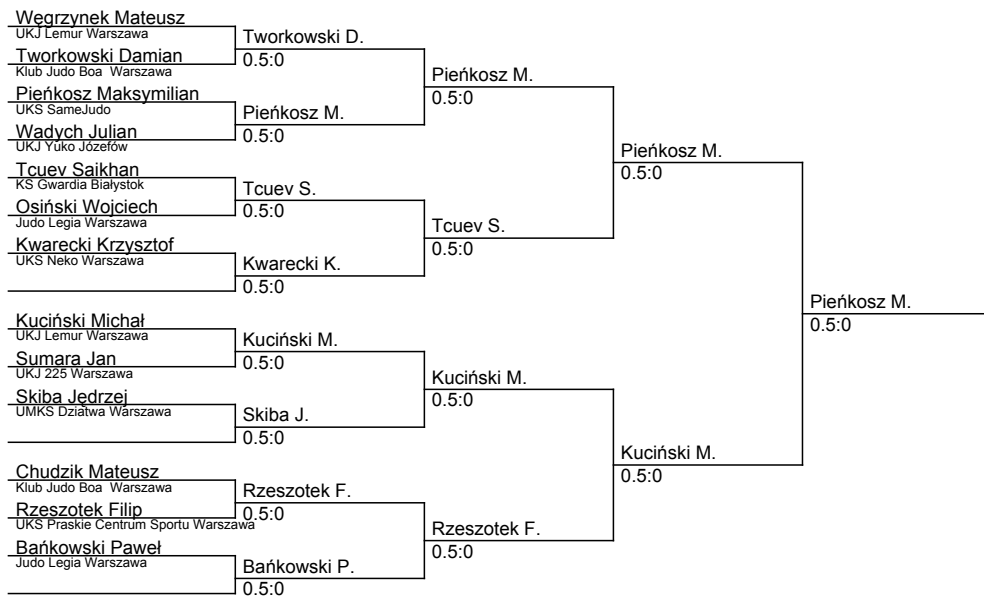 Węgrzynek Mateusz
UKJ Lemur Warszawa
Tworkowski Damian
Klub Judo Boa Warszawa
Pieńkosz Maksymilian
UKS SameJudo
Wadych Julian
UKJ Yuko Józefów
Tcuev Saikhan
KS Gwardia Białystok
Osiński Wojciech
Judo Legia Warszawa
Kwarecki Krzysztof
UKS Neko Warszawa
Kuciński Michał
UKJ Lemur Warszawa
Sumara Jan
UKJ 225 Warszawa
Skiba Jędrzej
UMKS Dziatwa Warszawa
Chudzik Mateusz
Klub Judo Boa Warszawa
Rzeszotek Filip
UKS Praskie Centrum Sportu Warszawa
Bańkowski Paweł
Judo Legia Warszawa
Tworkowski D.
0.5:0
Pieńkosz M.
0.5:0
Tcuev S.
0.5:0
Kwarecki K.
0.5:0
Kuciński M.
0.5:0
Skiba J.
0.5:0
Rzeszotek F.
0.5:0
Bańkowski P.
0.5:0
Pieńkosz M.
0.5:0
Tcuev S.
0.5:0
Kuciński M.
0.5:0
Rzeszotek F.
0.5:0
Pieńkosz M.
0.5:0
Kuciński M.
0.5:0
Pieńkosz M.
0.5:0